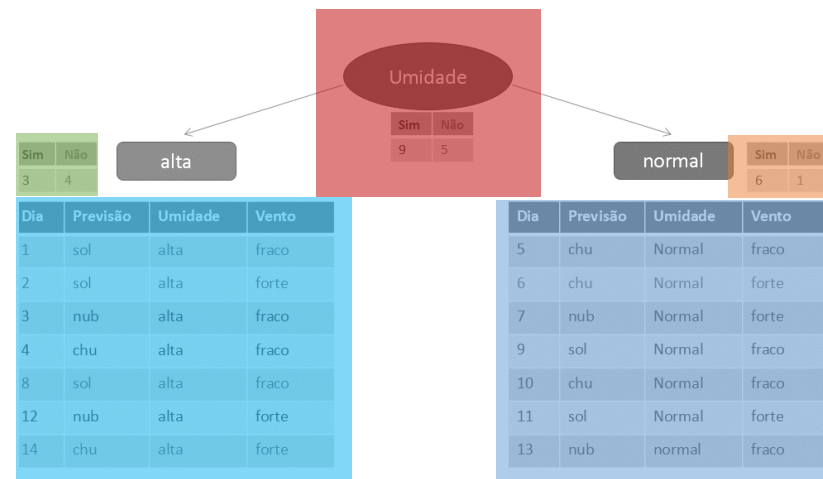 Umidade
Sim Não
9 5
Sim Não
3 4
alta
normal
Sim Não
6 1
Dia Previsão Umidade Vento
1 sol alta fraco
2 sol alta forte
3 nub alta fraco
4 chu alta fraco
8 sol alta fraco
12 nub alta forte
14 chu alta forte
Dia Previsão Umidade Vento
5 chu Normal fraco
6 chu Normal forte
7 nub Normal forte
9 sol Normal fraco
10 chu Normal fraco
11 sol Normal forte
13 nub normal fraco